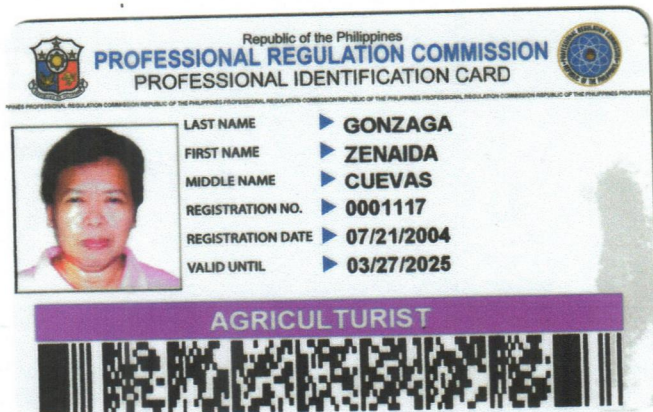 Republic of the Philippines
PROFESSIONAL REGULATION COMMISSION
PROFESSIONAL IDENTIFICATION CARD
LAST NAME GONZAGA
FIRST NAME ZENAIDA
MIDDLE NAME CUEVAS
REGISTRATION NO. 0001117
REGISTRATION DATE 07/21/2004
VALID UNTIL 03/27/2025
AGRICULTURIST